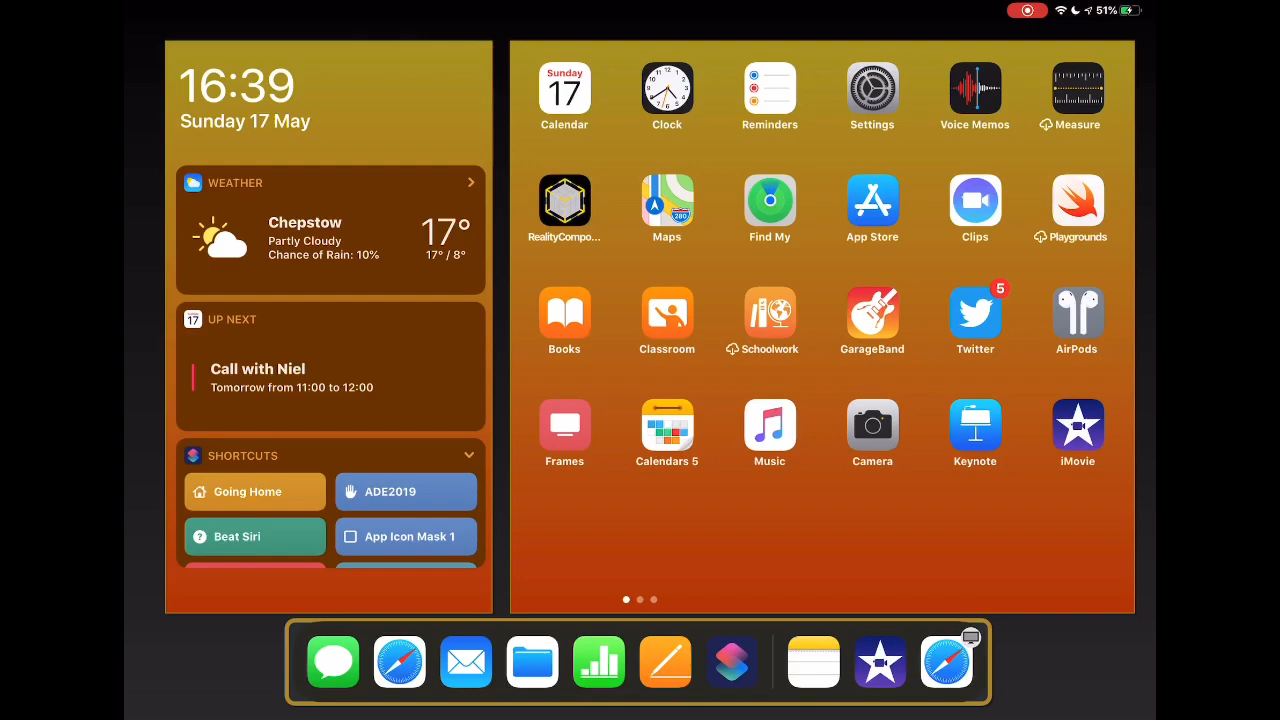 51%
16:39
Sunday 17 May
WEATHER
Chepstow
Partly Cloudy
Chance of Rain: 10%
17°
17° / 8°
17
UP NEXT
Call with Niel
Tomorrow from 11:00 to 12:00
SHORTCUTS
Going Home
ADE2019
Beat Siri
App Icon Mask 1
Sunday
17
Calendar
Clock
Reminders
Settings
Voice Memos
Measure
RealityCompo...
280
Maps
Find My
App Store
Clips
Playgrounds
Books
Classroom
Schoolwork
GarageBand
5
Twitter
AirPods
Frames
Calendars 5
Music
Camera
Keynote
iMovie